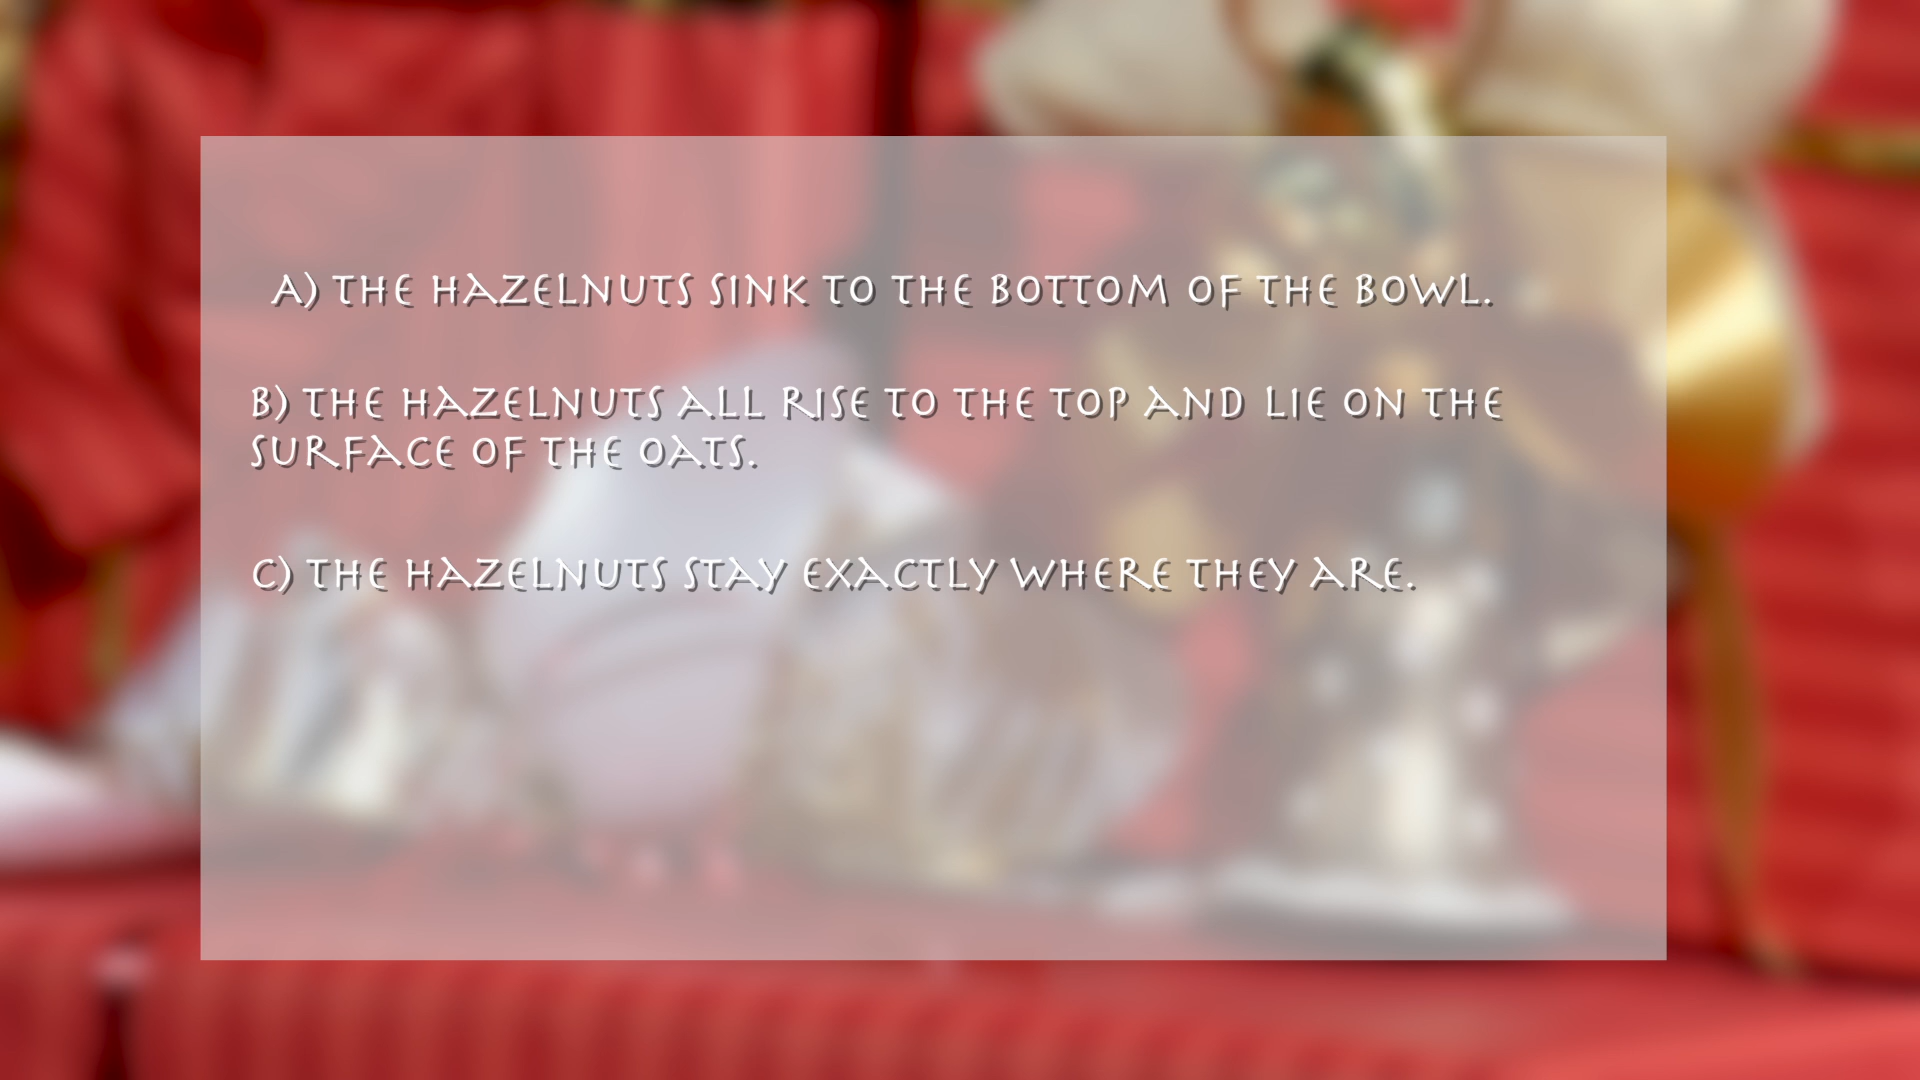 A) THE HAZELNUTS SINK TO THE BOTTOM OF THE BOWL.
B) THE HAZELNUTS ALL RISE TO THE TOP AND LIE ON THE
SURFACE OF THE OATS.
C) THE HAZELNUTS STAY EXACTLY WHERE THEY ARE.